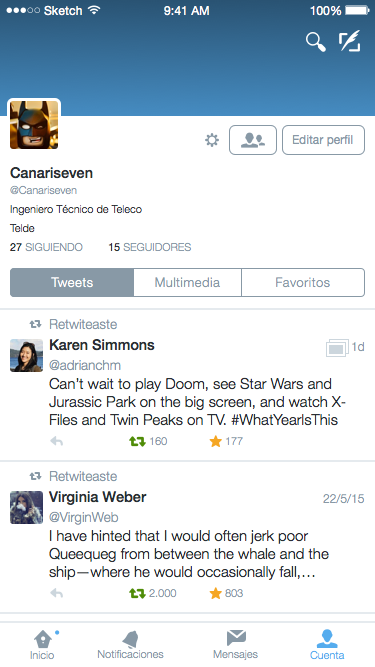 Sketch 9:41 AM 100%
Editar perfil
Canariseven
@Canariseven
Ingeniero Técnico de Teleco
Telde
27 SIGUIENDO 15 SEGUIDORES
Tweets Multimedia Favoritos
Retwiteaste
Karen Simmons 1d
@adrianchm
Can't wait to play Doom, see Star Wars and
Jurassic Park on the big screen, and watch X-
Files and Twin Peaks on TV. #WhatYearIsThis
160 177
Retwiteaste
Virginia Weber 22/5/15
@VirginWeb
I have hinted that I would often jerk poor
Queequeg from between the whale and the
ship—where he would occasionally fall,...
2.000 803
Inicio Notificaciones Mensajes Cuenta